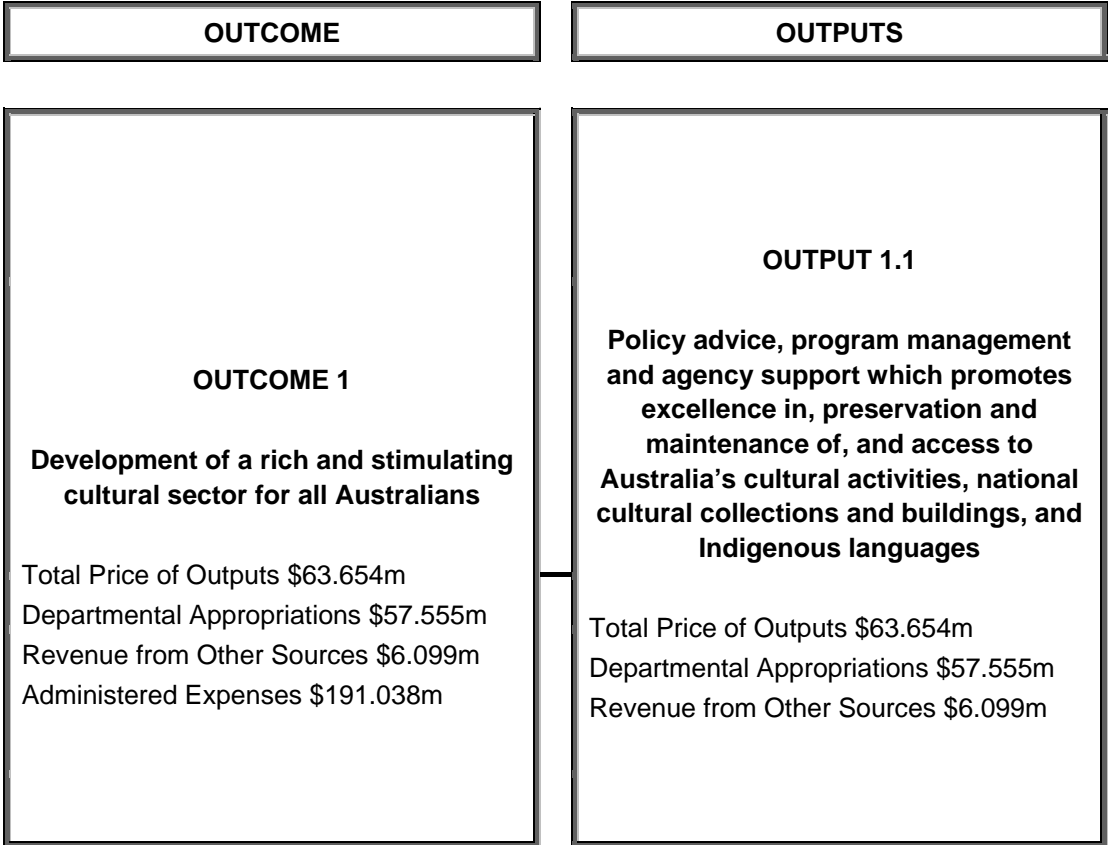 OUTCOME
OUTPUTS
OUTCOME 1
Development of a rich and stimulating
cultural sector for all Australians
Total Price of Outputs $63.654m
Departmental Appropriations $57.555m
Revenue from Other Sources $6.099m
Administered Expenses $191.038m
OUTPUT 1.1
Policy advice, program management
and agency support which promotes
excellence in, preservation and
maintenance of, and access to
Australia’s cultural activities, national
cultural collections and buildings, and
Indigenous languages
Total Price of Outputs $63.654m
Departmental Appropriations $57.555m
Revenue from Other Sources $6.099m